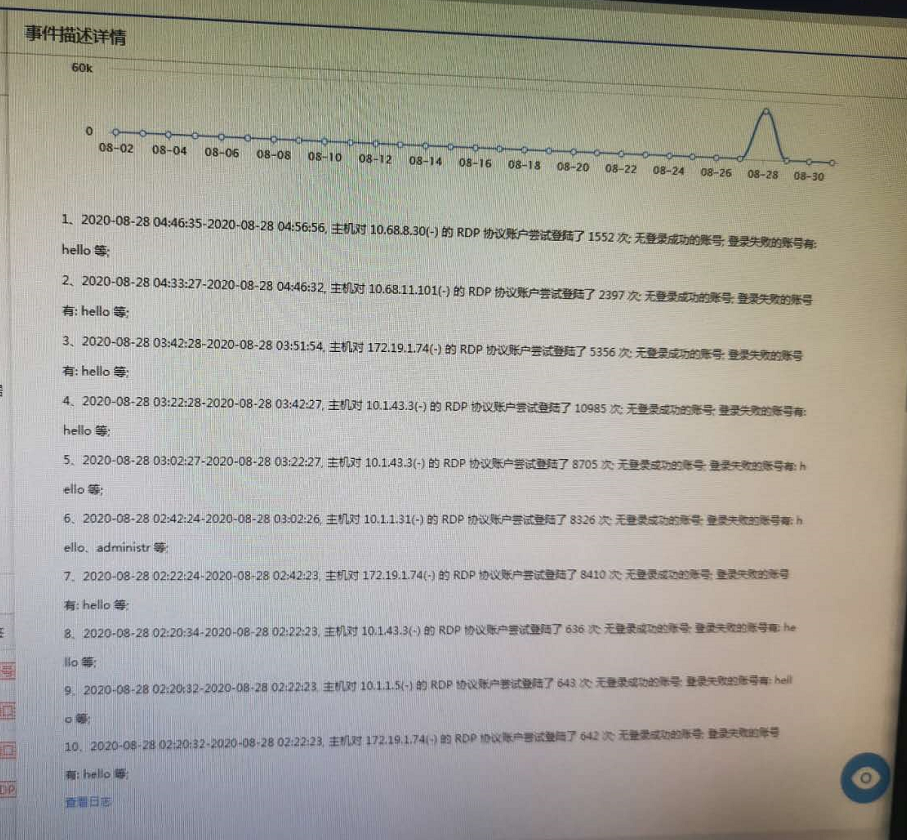 事件描述详情
60k
0
08-02 08-04 08-06 08-08 08-10 08-12 08-14 08-16 08-18 08-20 08-22 08-24 08-26 08-28 08-30
1、2020-08-28 04:46:35-2020-08-28 04:56:56, 主机对 10.68.8.30(-) 的 RDP 协议账户尝试登陆了 1552 次; 无登录成功的账号; 登录失败的账号有:
hello 等;
2、2020-08-28 04:33:27-2020-08-28 04:46:32, 主机对 10.68.11.101(-) 的 RDP 协议账户尝试登陆了 2397 次; 无登录成功的账号; 登录失败的账号
有: hello 等;
3、2020-08-28 03:42:28-2020-08-28 03:51:54, 主机对 172.19.1.74(-) 的 RDP 协议账户尝试登陆了 5356 次; 无登录成功的账号; 登录失败的账号
有: hello 等;
4、2020-08-28 03:22:28-2020-08-28 03:42:27, 主机对 10.1.43.3(-) 的 RDP 协议账户尝试登陆了 10985 次; 无登录成功的账号; 登录失败的账号有:
hello 等;
5、2020-08-28 03:02:27-2020-08-28 03:22:27, 主机对 10.1.43.3(-) 的 RDP 协议账户尝试登陆了 8705 次; 无登录成功的账号; 登录失败的账号有: h
ello 等;
6、2020-08-28 02:42:24-2020-08-28 03:02:26, 主机对 10.1.1.31(-) 的 RDP 协议账户尝试登陆了 8326 次; 无登录成功的账号; 登录失败的账号有: h
ello、administr 等;
7、2020-08-28 02:22:24-2020-08-28 02:42:23, 主机对 172.19.1.74(-) 的 RDP 协议账户尝试登陆了 8410 次; 无登录成功的账号; 登录失败的账号
有: hello 等;
8、2020-08-28 02:20:34-2020-08-28 02:22:23, 主机对 10.1.43.3(-) 的 RDP 协议账户尝试登陆了 636 次; 无登录成功的账号; 登录失败的账号有: he
llo 等;
9、2020-08-28 02:20:32-2020-08-28 02:22:23, 主机对 10.1.1.5(-) 的 RDP 协议账户尝试登陆了 643 次; 无登录成功的账号; 登录失败的账号有: hell
o 等;
10、2020-08-28 02:20:32-2020-08-28 02:22:23, 主机对 172.19.1.74(-) 的 RDP 协议账户尝试登陆了 642 次; 无登录成功的账号; 登录失败的账号
有: hello 等;
查看日志
号
口
口
DP